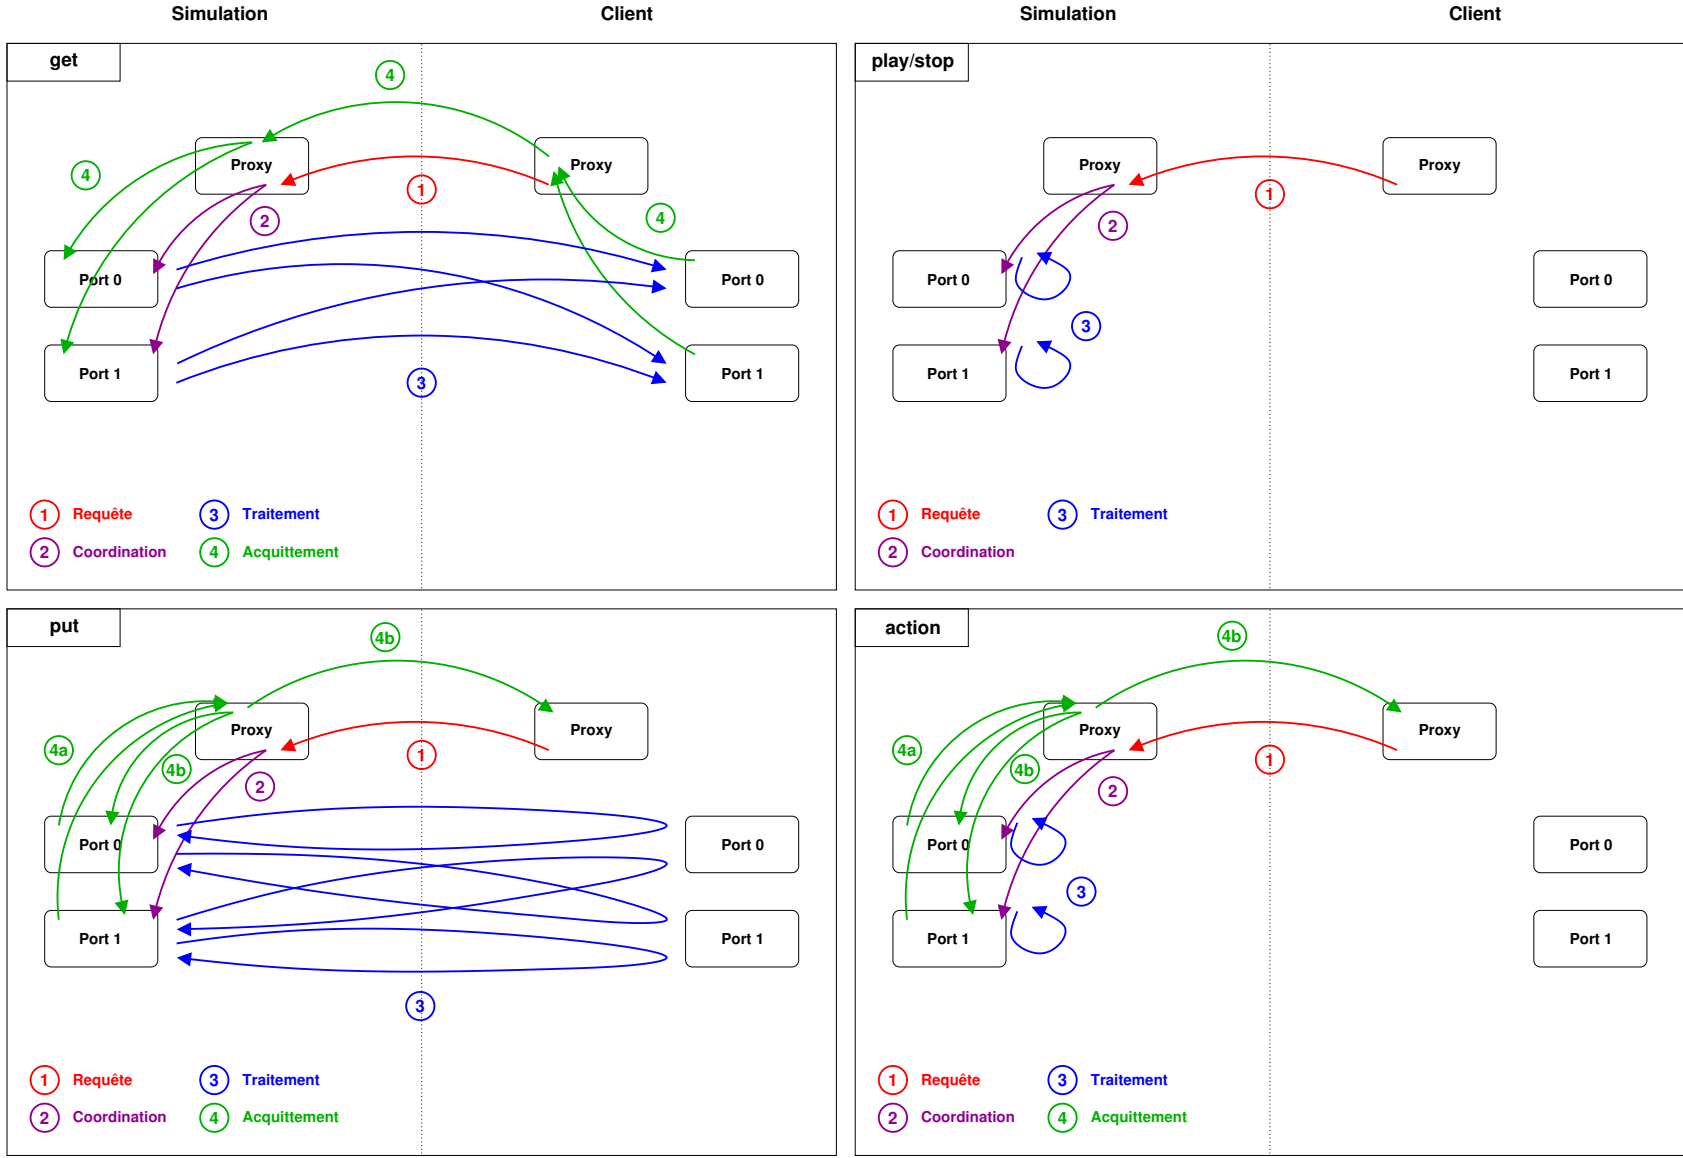 Simulation Client Simulation Client
get
4
Proxy Proxy
4
1
2
4
Port 0 Port 0
Port 1 Port 1
3
1 Requête 3 Traitement
2 Coordination 4 Acquittement
play/stop
Proxy Proxy
1
2
Port 0 Port 0
3
Port 1 Port 1
1 Requête 3 Traitement
2 Coordination
put
4b
Proxy Proxy
4a
4b
1
2
Port 0 Port 0
Port 1 Port 1
3
1 Requête 3 Traitement
2 Coordination 4 Acquittement
action
4b
Proxy Proxy
4a
4b
1
2
Port 0 Port 0
3
Port 1 Port 1
1 Requête 3 Traitement
2 Coordination 4 Acquittement